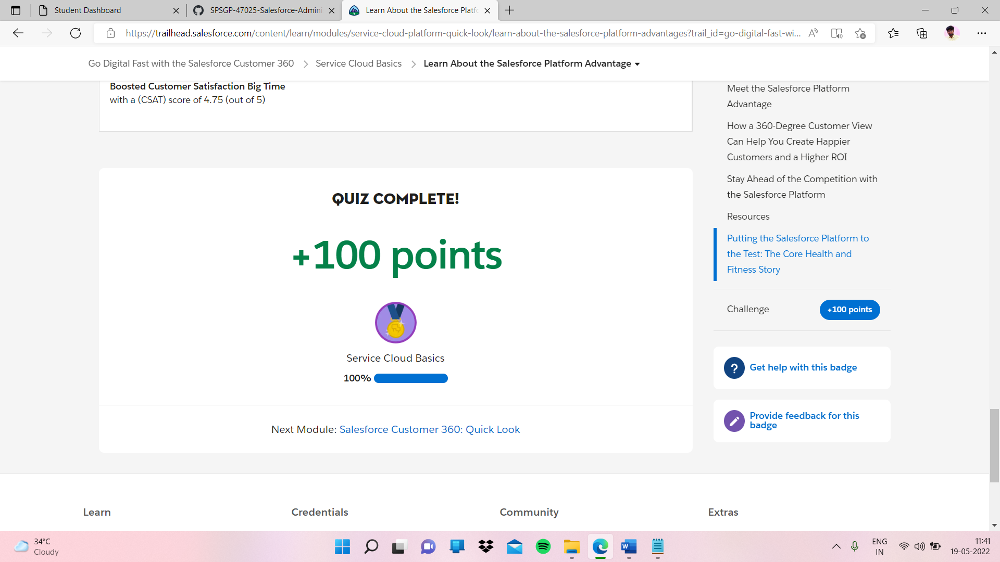 Student Dashboard
SPSGP-47025-Salesforce-Admini
Learn About the Salesforce Platfo
https://trailhead.salesforce.com/content/learn/modules/service-cloud-platform-quick-look/learn-about-the-salesforce-platform-advantages?trail_id=go-digital-fast-wi...
Go Digital Fast with the Salesforce Customer 360
Service Cloud Basics
Learn About the Salesforce Platform Advantage
Boosted Customer Satisfaction Big Time
with a (CSAT) score of 4.75 (out of 5)
QUIZ COMPLETE!
+100 points
Service Cloud Basics
100%
Next Module: Salesforce Customer 360: Quick Look
Meet the Salesforce Platform
Advantage
How a 360-Degree Customer View
Can Help You Create Happier
Customers and a Higher ROI
Stay Ahead of the Competition with
the Salesforce Platform
Resources
Putting the Salesforce Platform to
the Test: The Core Health and
Fitness Story
Challenge
+100 points
Get help with this badge
Provide feedback for this
badge
Learn
Credentials
Community
Extras
34°C
Cloudy
ENG
IN
11:41
19-05-2022